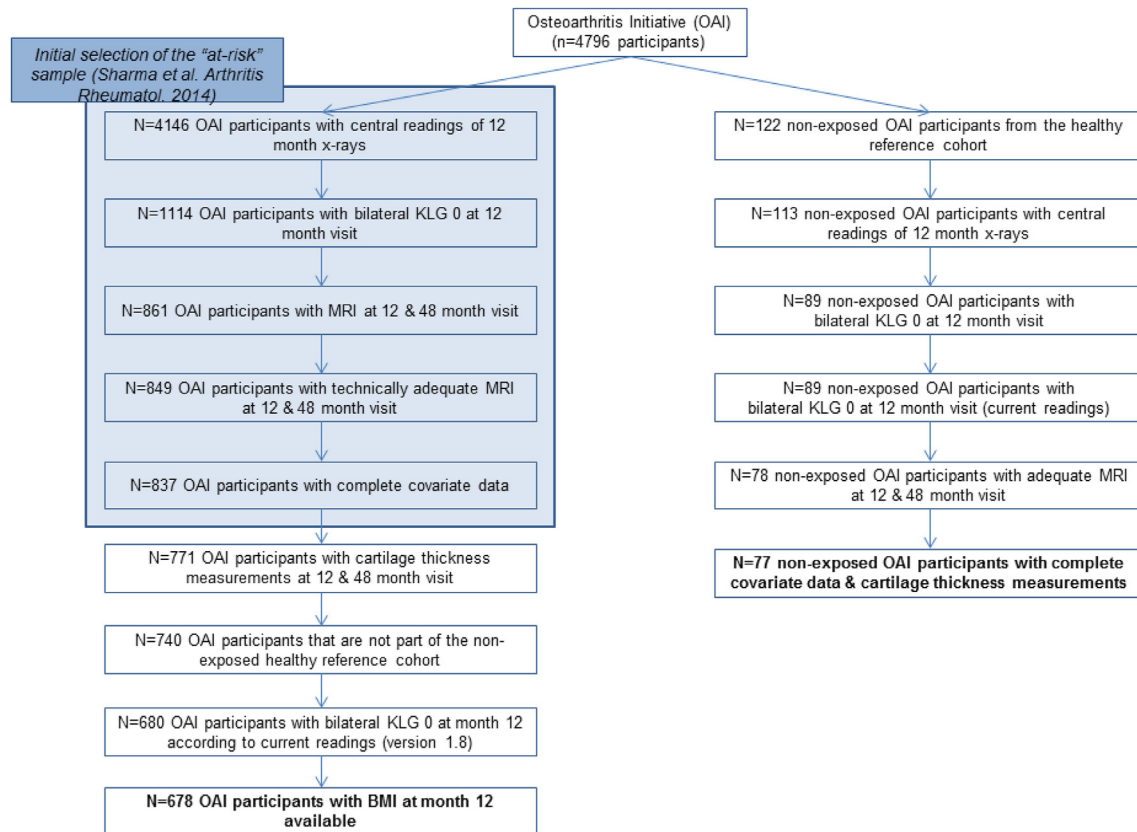 Osteoarthritis Initiative (OAI)
(n=4796 participants)
Initial selection of the “at-risk”
sample (Sharma et al. Arthritis
Rheumatol. 2014)
N=4146 OAI participants with central readings of 12
month x-rays
N=1114 OAI participants with bilateral KLG 0 at 12
month visit
N=861 OAI participants with MRI at 12 & 48 month visit
N=849 OAI participants with technically adequate MRI
at 12 & 48 month visit
N=837 OAI participants with complete covariate data
N=771 OAI participants with cartilage thickness
measurements at 12 & 48 month visit
N=740 OAI participants that are not part of the non-
exposed healthy reference cohort
N=680 OAI participants with bilateral KLG 0 at month 12
according to current readings (version 1.8)
N=678 OAI participants with BMI at month 12
available
N=122 non-exposed OAI participants from the healthy
reference cohort
N=113 non-exposed OAI participants with central
readings of 12 month x-rays
N=89 non-exposed OAI participants with
bilateral KLG 0 at 12 month visit
N=89 non-exposed OAI participants with
bilateral KLG 0 at 12 month visit (current readings)
N=78 non-exposed OAI participants with adequate MRI
at 12 & 48 month visit
N=77 non-exposed OAI participants with complete
covariate data & cartilage thickness measurements